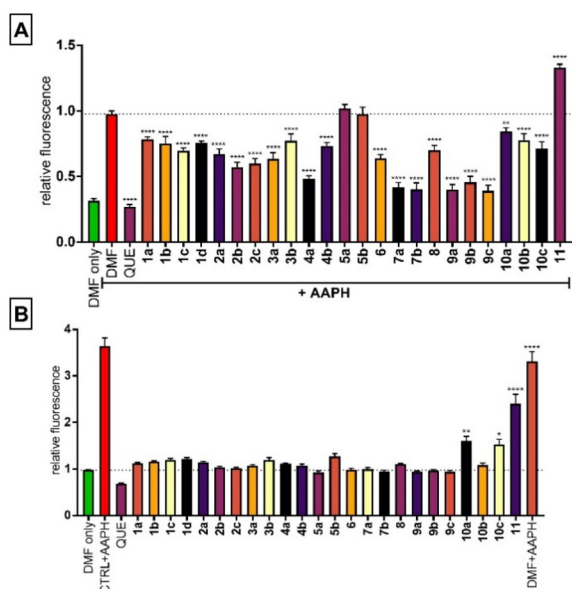 A
relative fluorescence
1.5
1.0
0.5
0.0
**** **** **** **** **** **** **** **** **** **** **** **** **** **** **** **** **** **** **** ** **** ****
DMF only DMF QUE 1a 1b 1c 1d 2a 2b 2c 3a 3b 4a 4b 5a 5b 6 7a 7b 8 9a 9b 9c 10a 10b 10c 11
+ AAPH
B
relative fluorescence
4
3
2
1
0
** * **** ****
DMF only CTRL+AAPH QUE 1a 1b 1c 1d 2a 2b 2c 3a 3b 4a 4b 5a 5b 6 7a 7b 8 9a 9b 9c 10a 10b 10c 11 DMF+AAPH